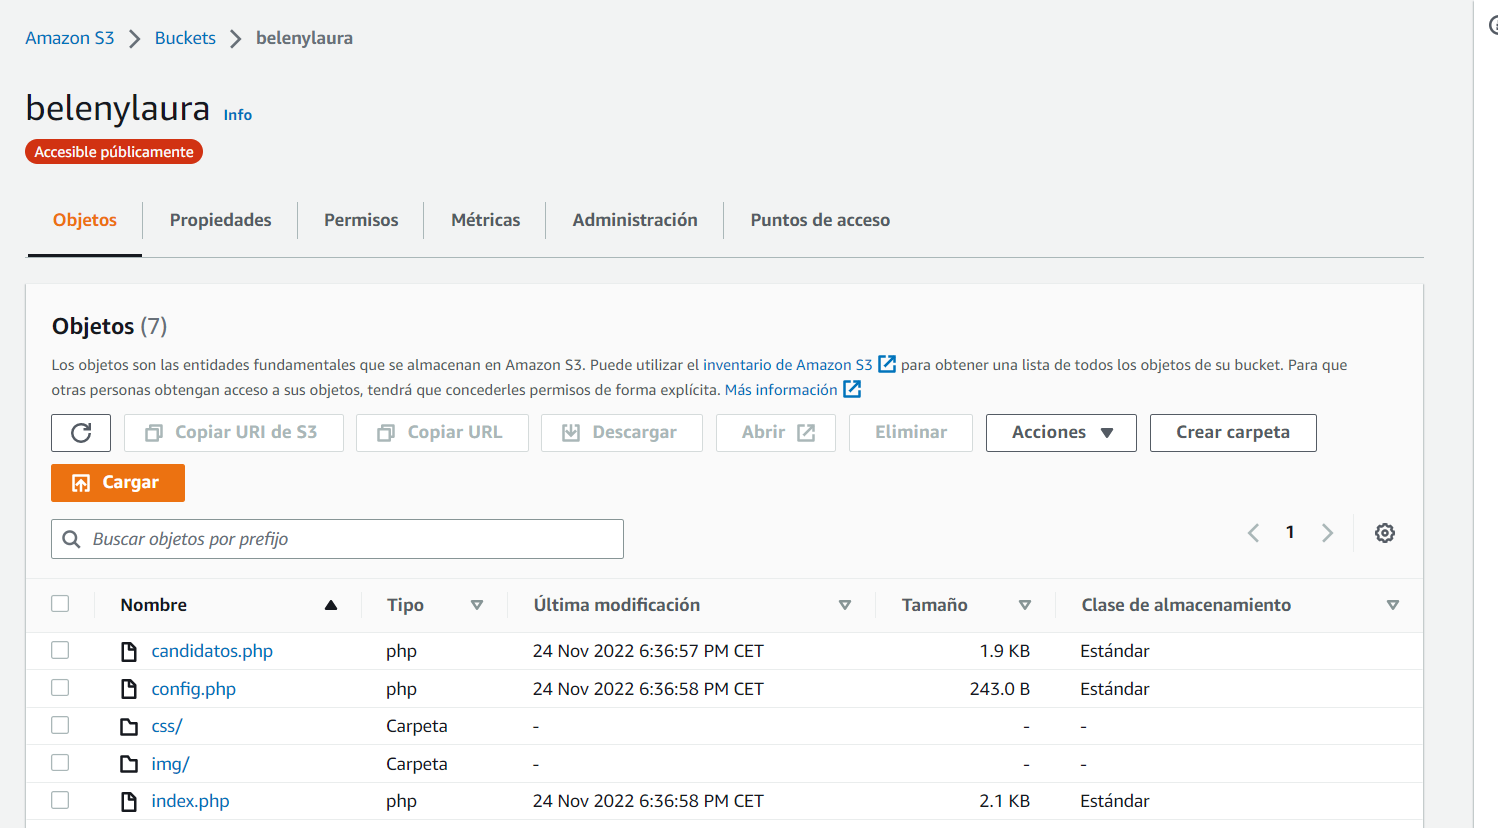 Amazon S3 > Buckets > belenylaura
belenylaura Info
Accesible públicamente
Objetos Propiedades Permisos Métricas Administración Puntos de acceso
Objetos (7)
Los objetos son las entidades fundamentales que se almacenan en Amazon S3. Puede utilizar el inventario de Amazon S3 para obtener una lista de todos los objetos de su bucket. Para que
otras personas obtengan acceso a sus objetos, tendrá que concederles permisos de forma explícita. Más información
Copiar URI de S3 Copiar URL Descargar Abrir Eliminar Acciones Crear carpeta
Cargar
Buscar objetos por prefijo 1
Nombre Tipo Última modificación Tamaño Clase de almacenamiento
candidatos.php php 24 Nov 2022 6:36:57 PM CET 1.9 KB Estándar
config.php php 24 Nov 2022 6:36:58 PM CET 243.0 B Estándar
css/ Carpeta - - -
img/ Carpeta - - -
index.php php 24 Nov 2022 6:36:58 PM CET 2.1 KB Estándar